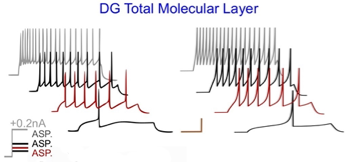 DG Total Molecular Layer
+0.2nA
ASP.
ASP.
ASP.